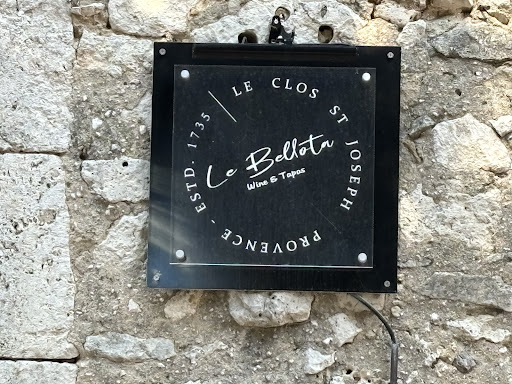 LE CLOS ST JOSEPH
PROVENCE - ESTD. 1735 /
Le Bellota
Wine & Tapas